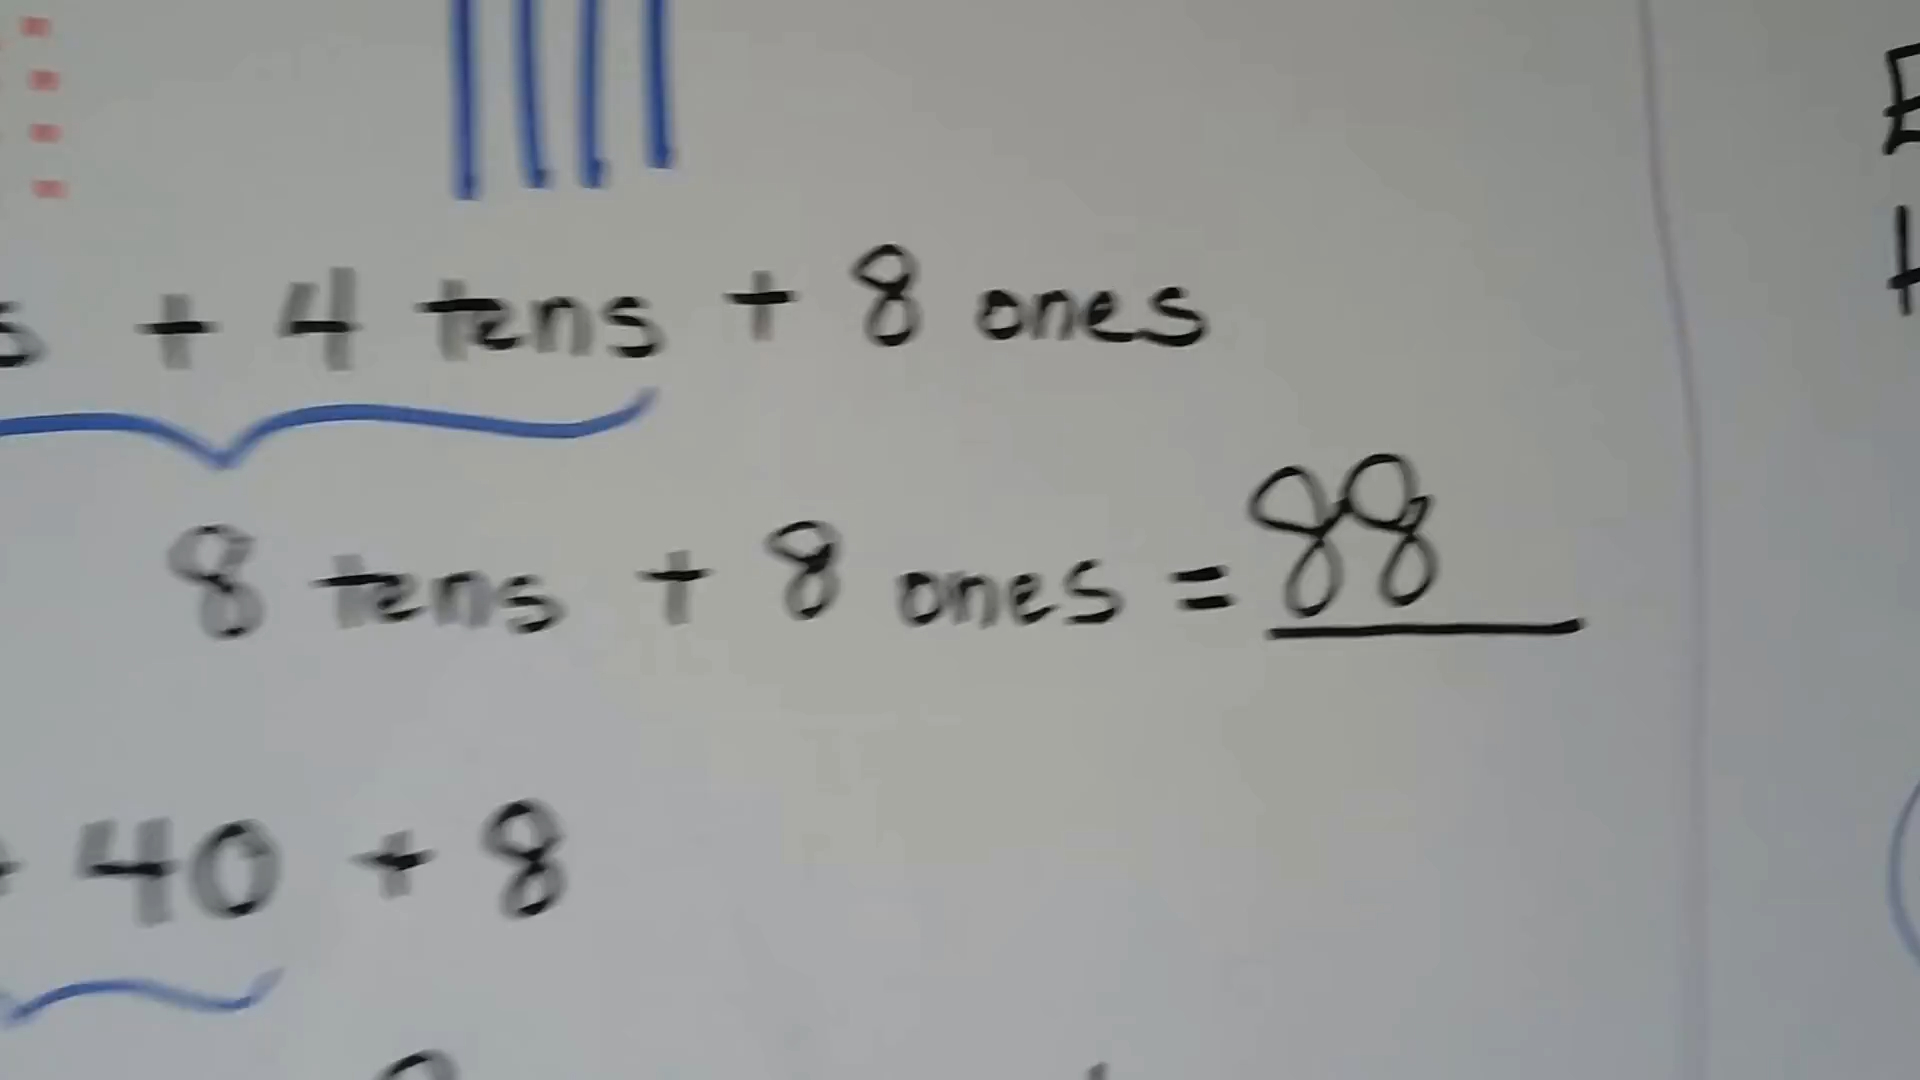 + 4 tens + 8 ones
8 tens + 8 ones = 88
40 + 8